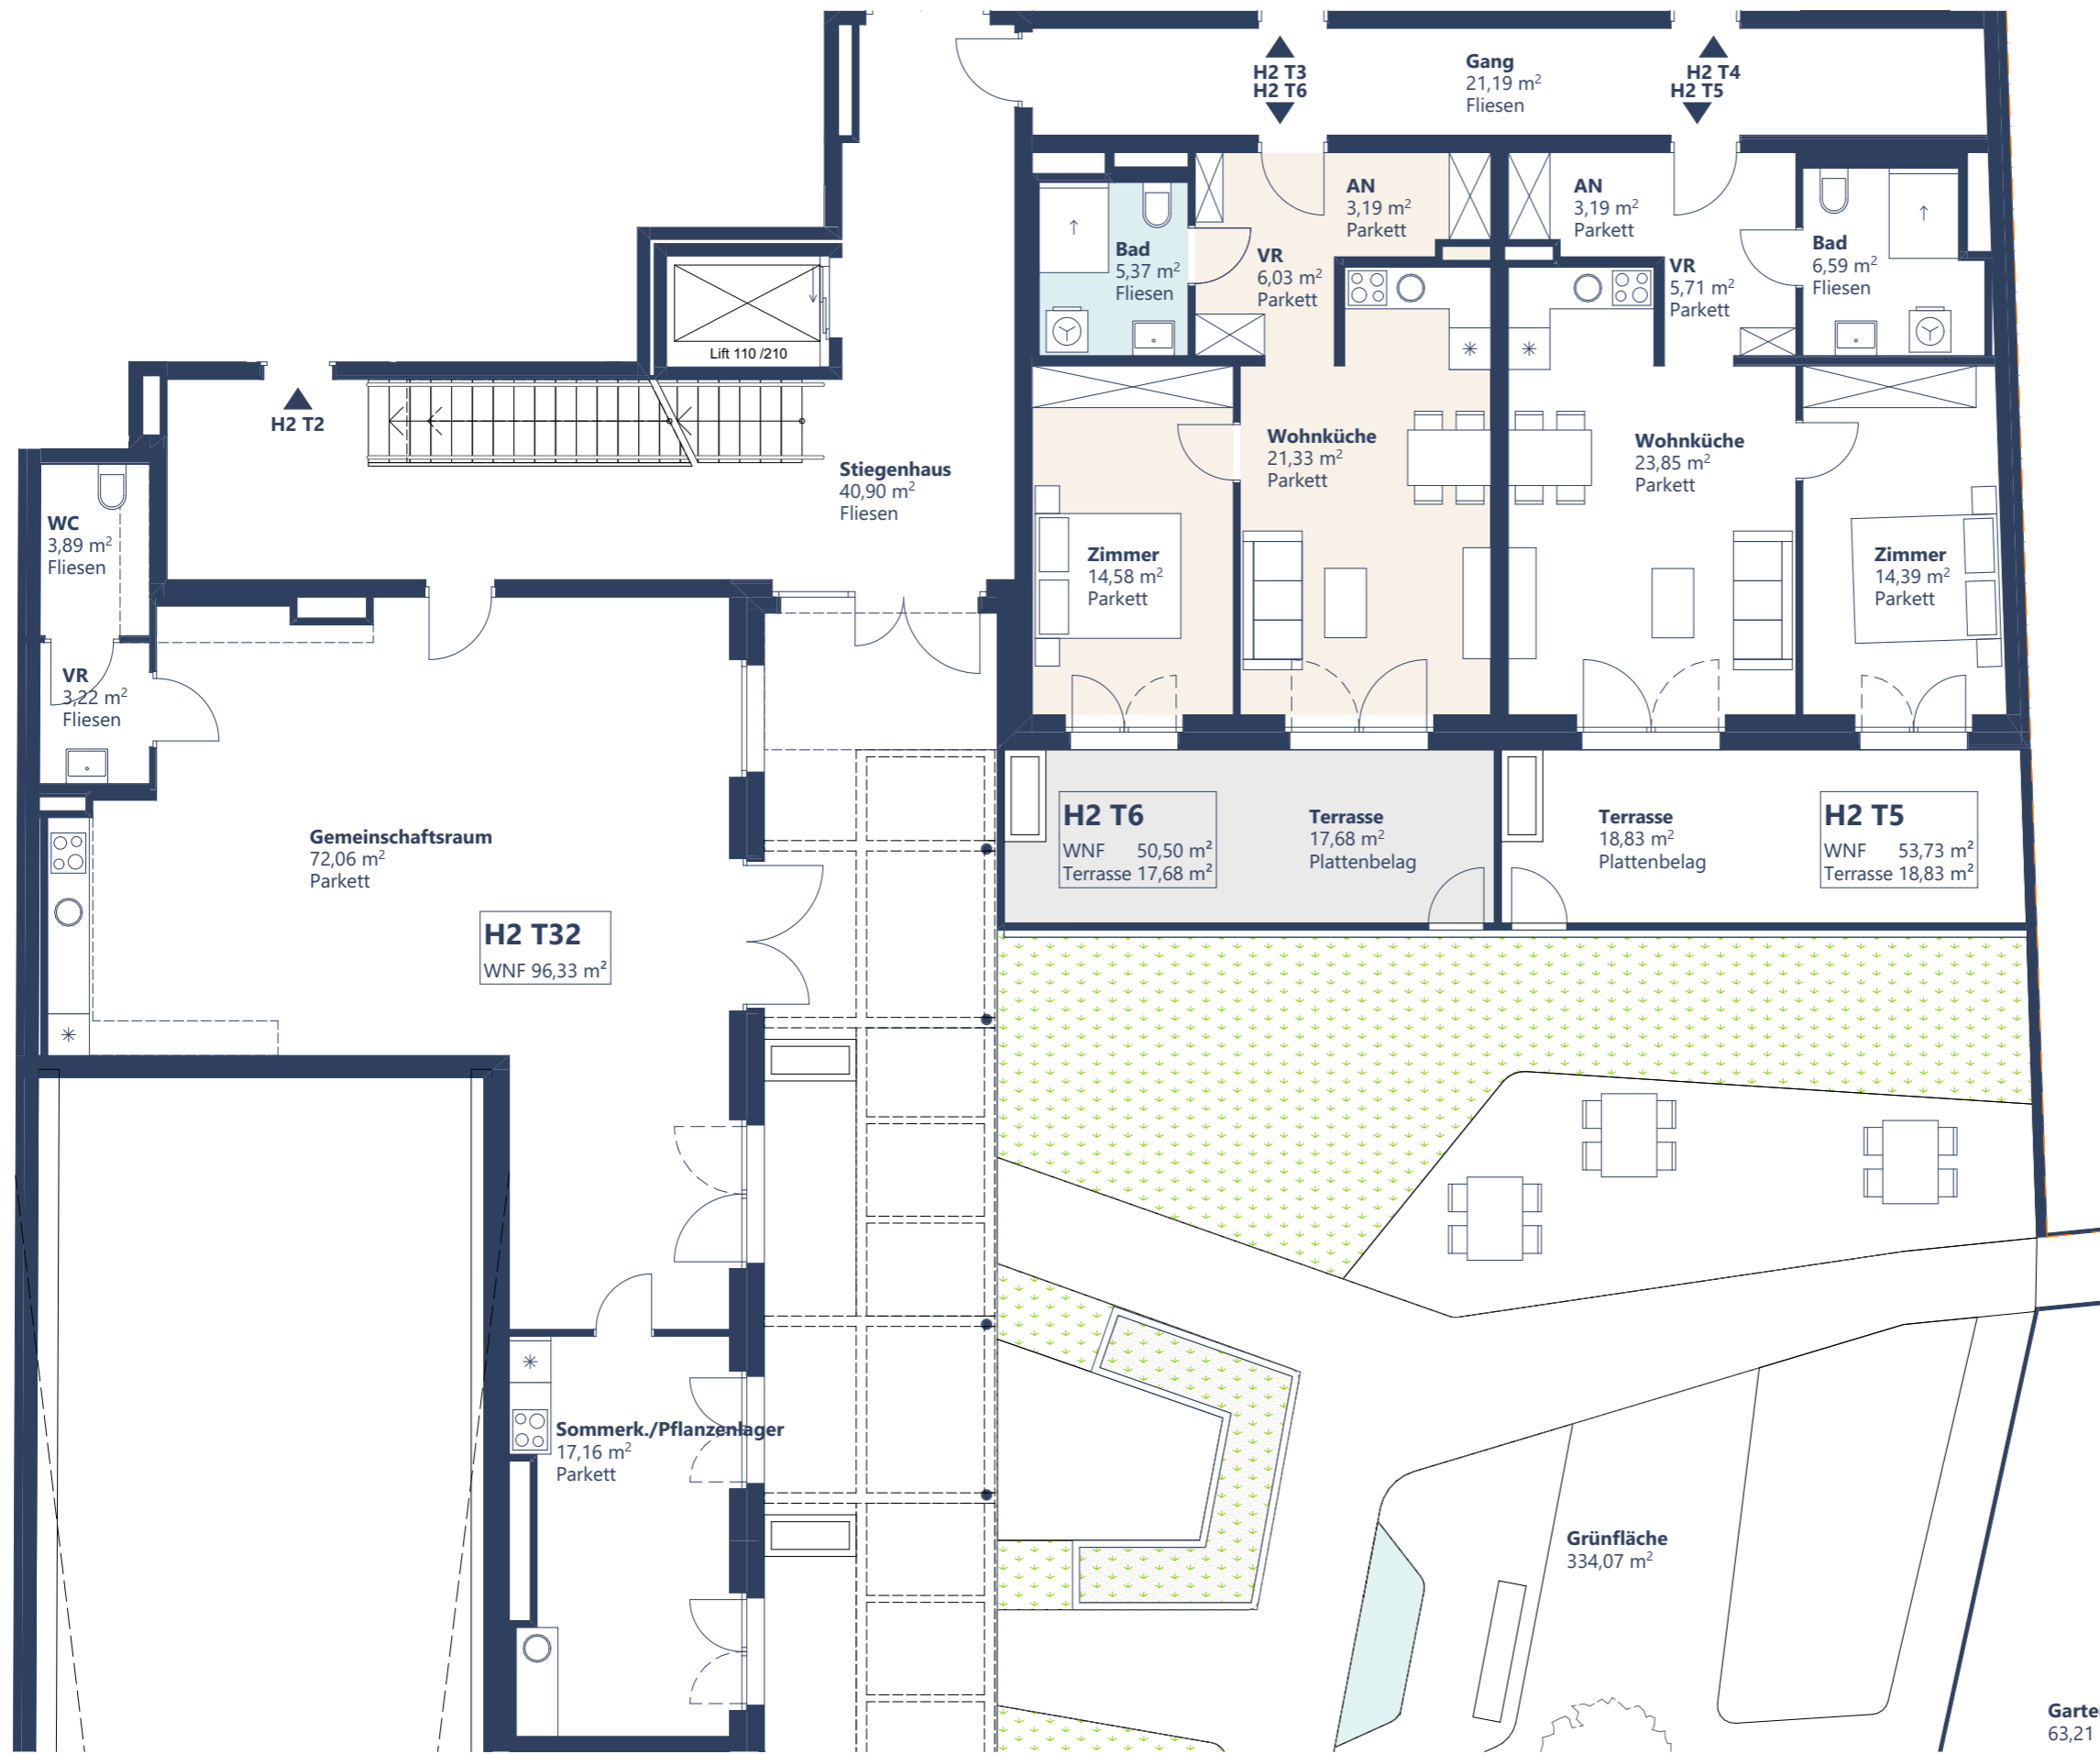 H2 T3
H2 T6
Gang
21,19 m²
Fliesen
H2 T4
H2 T5
AN
3,19 m²
Parkett
AN
3,19 m²
Parkett
Bad
5,37 m²
Fliesen
VR
6,03 m²
Parkett
VR
5,71 m²
Parkett
Bad
6,59 m²
Fliesen
Lift 110 /210
H2 T2
Stiegenhaus
40,90 m²
Fliesen
Wohnküche
21,33 m²
Parkett
Wohnküche
23,85 m²
Parkett
WC
3,89 m²
Fliesen
Zimmer
14,58 m²
Parkett
Zimmer
14,39 m²
Parkett
VR
3,22 m²
Fliesen
Gemeinschaftsraum
72,06 m²
Parkett
H2 T32
WNF 96,33 m²
H2 T6
WNF 50,50 m²
Terrasse 17,68 m²
Terrasse
17,68 m²
Plattenbelag
Terrasse
18,83 m²
Plattenbelag
H2 T5
WNF 53,73 m²
Terrasse 18,83 m²
Sommerk./Pflanzenlager
17,16 m²
Parkett
Grünfläche
334,07 m²
63,21